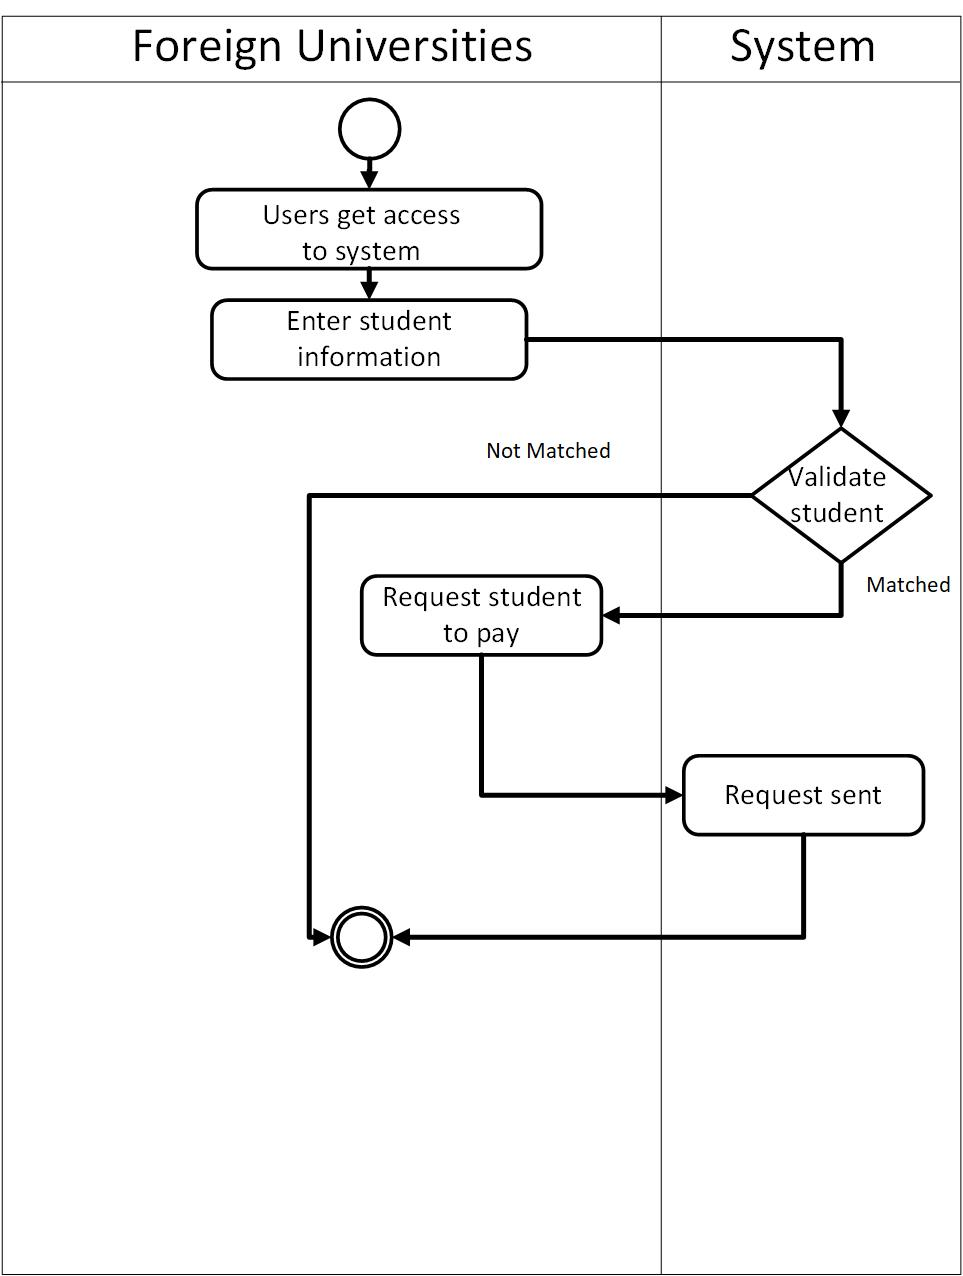 Foreign Universities
System
Users get access
to system
Enter student
information
Not Matched
Validate
student
Matched
Request student
to pay
Request sent